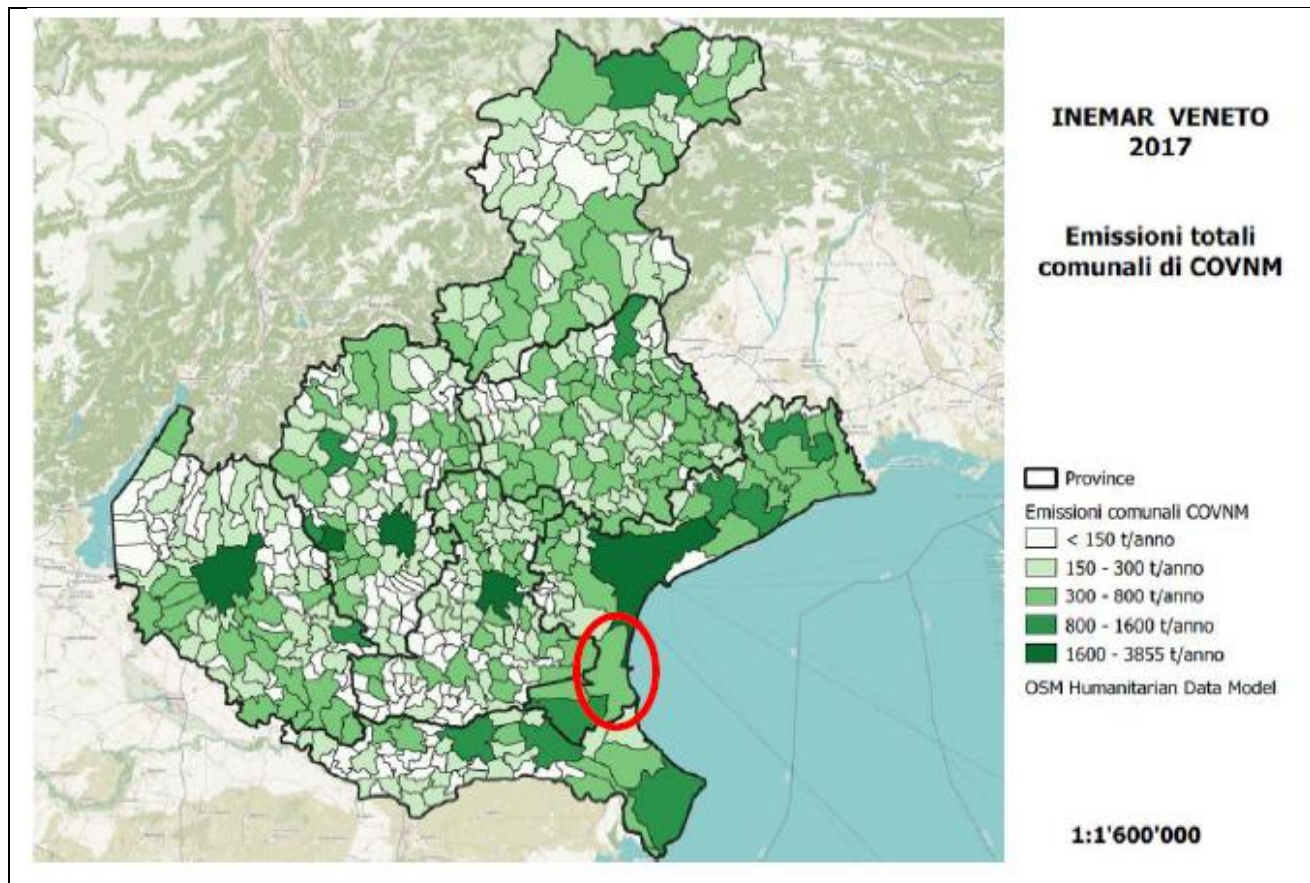 INEMAR VENETO
2017
Emissioni totali
comunali di COVNM
Province
Emissioni comunali COVNM
< 150 t/anno
150 - 300 t/anno
300 - 800 t/anno
800 - 1600 t/anno
1600 - 3855 t/anno
OSM Humanitarian Data Model
1:1'600'000